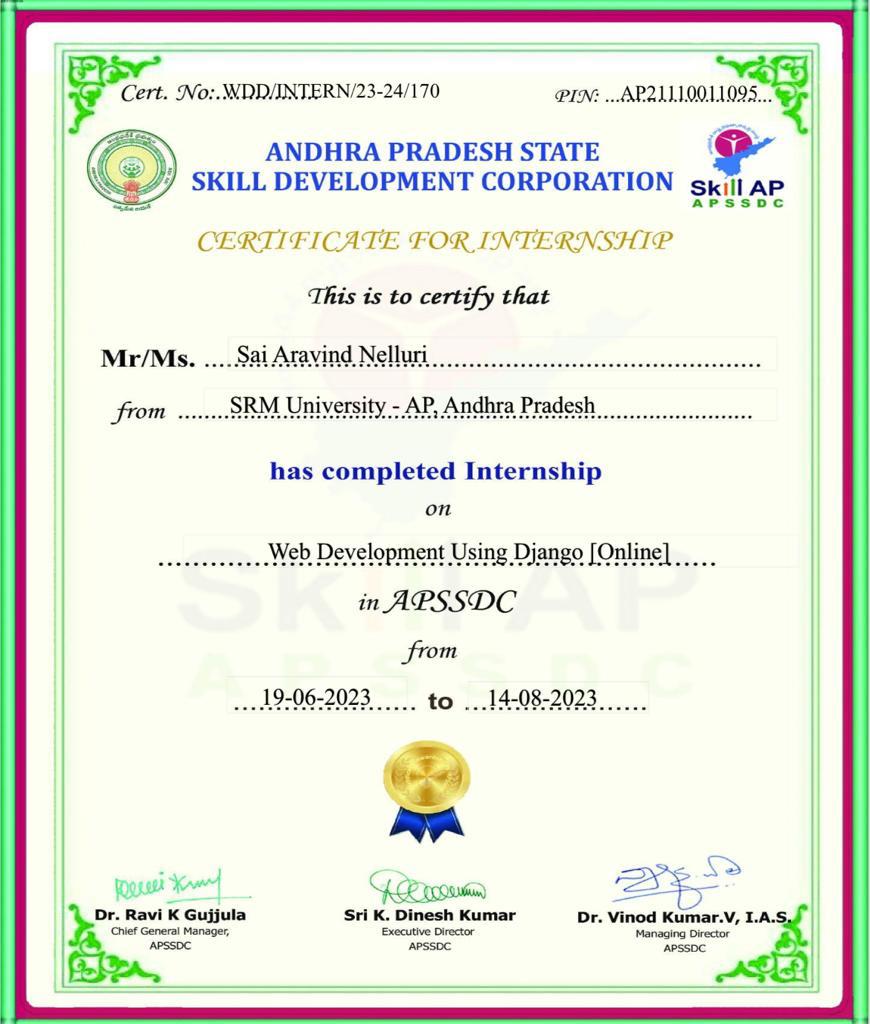 Cert. No:.WDD/INTERN/23-24/170
PIN: ...AP21110011095...
ANDHRA PRADESH STATE
SKILL DEVELOPMENT CORPORATION
Skill AP
APSSDC
CERTIFICATE FOR INTERNSHIP
This is to certify that
Mr/Ms. ....Sai Aravind Nelluri..........
from ........SRM University - AP, Andhra Pradesh..........
has completed Internship
on
..........Web Development Using Django [Online]......
in APSSDC
from
....19-06-2023...... to ...14-08-2023......
Skill AP
APSSDC
Dr. Ravi K Gujjula
Chief General Manager,
APSSDC
Sri K. Dinesh Kumar
Executive Director
APSSDC
Dr. Vinod Kumar.V, I.A.S.
Managing Director
APSSDC